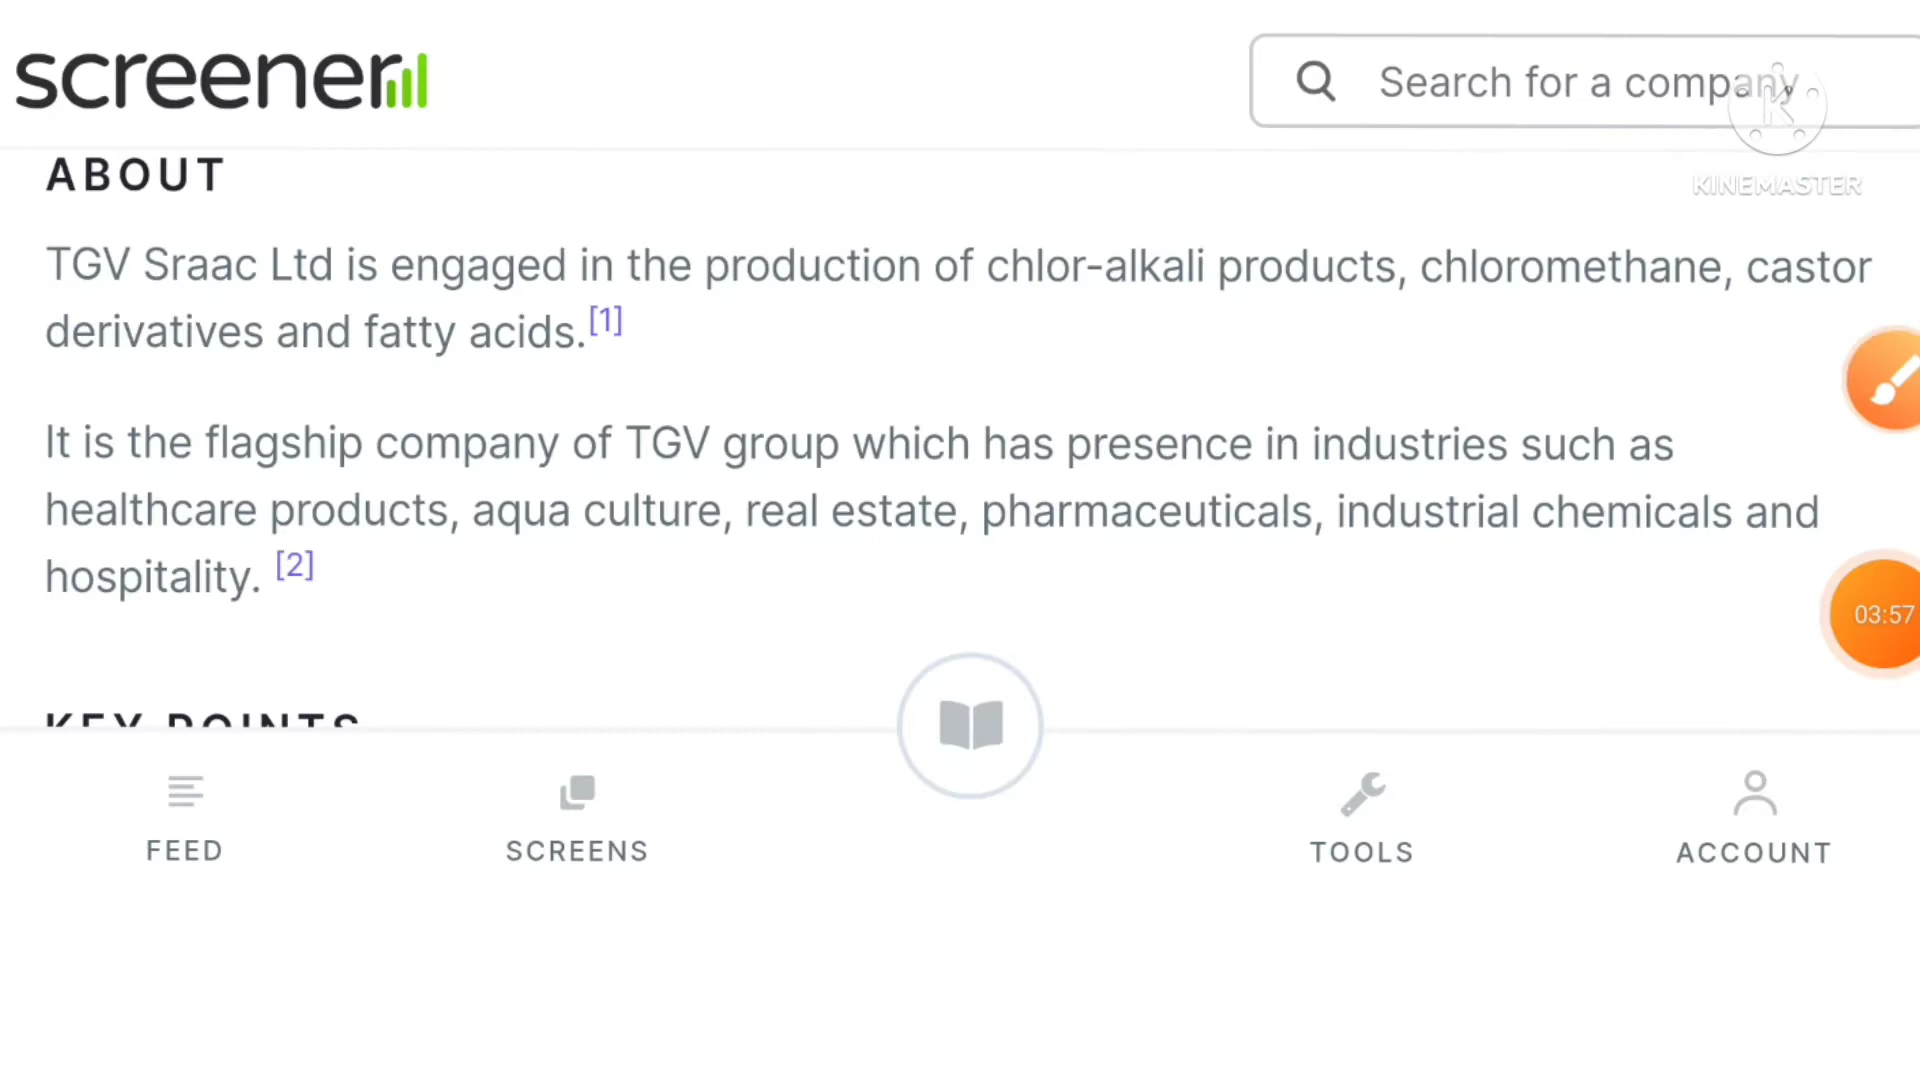 screener
Search for a company
KINEMASTER
ABOUT
TGV Sraac Ltd is engaged in the production of chlor-alkali products, chloromethane, castor
derivatives and fatty acids.[1]
It is the flagship company of TGV group which has presence in industries such as
healthcare products, aqua culture, real estate, pharmaceuticals, industrial chemicals and
hospitality. [2]
03:57
KEY POINTS
FEED
SCREENS
TOOLS
ACCOUNT